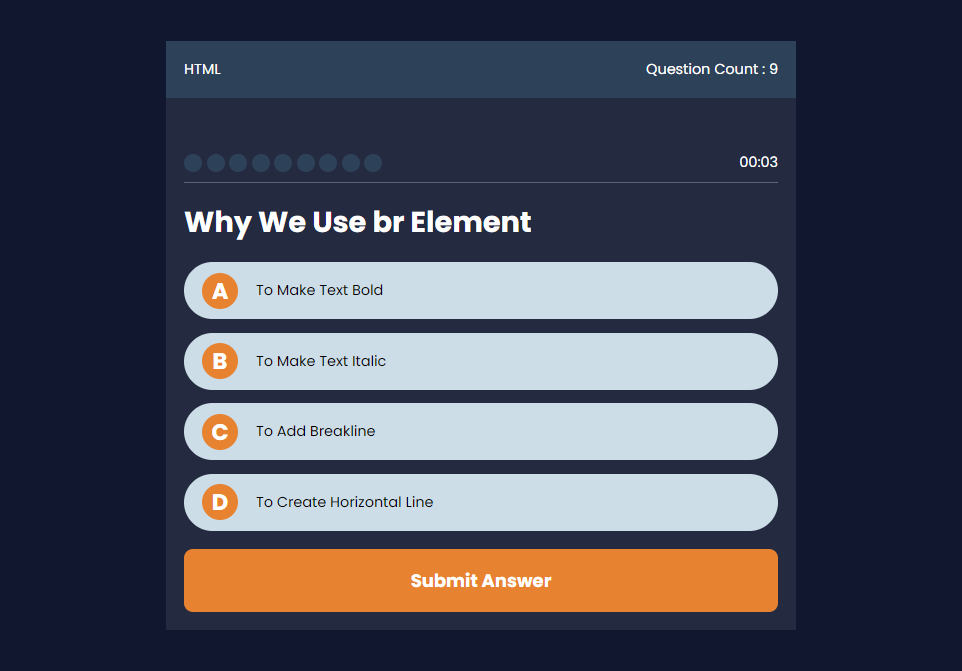 HTML
Question Count : 9
00:03
Why We Use br Element
A To Make Text Bold
B To Make Text Italic
C To Add Breakline
D To Create Horizontal Line
Submit Answer